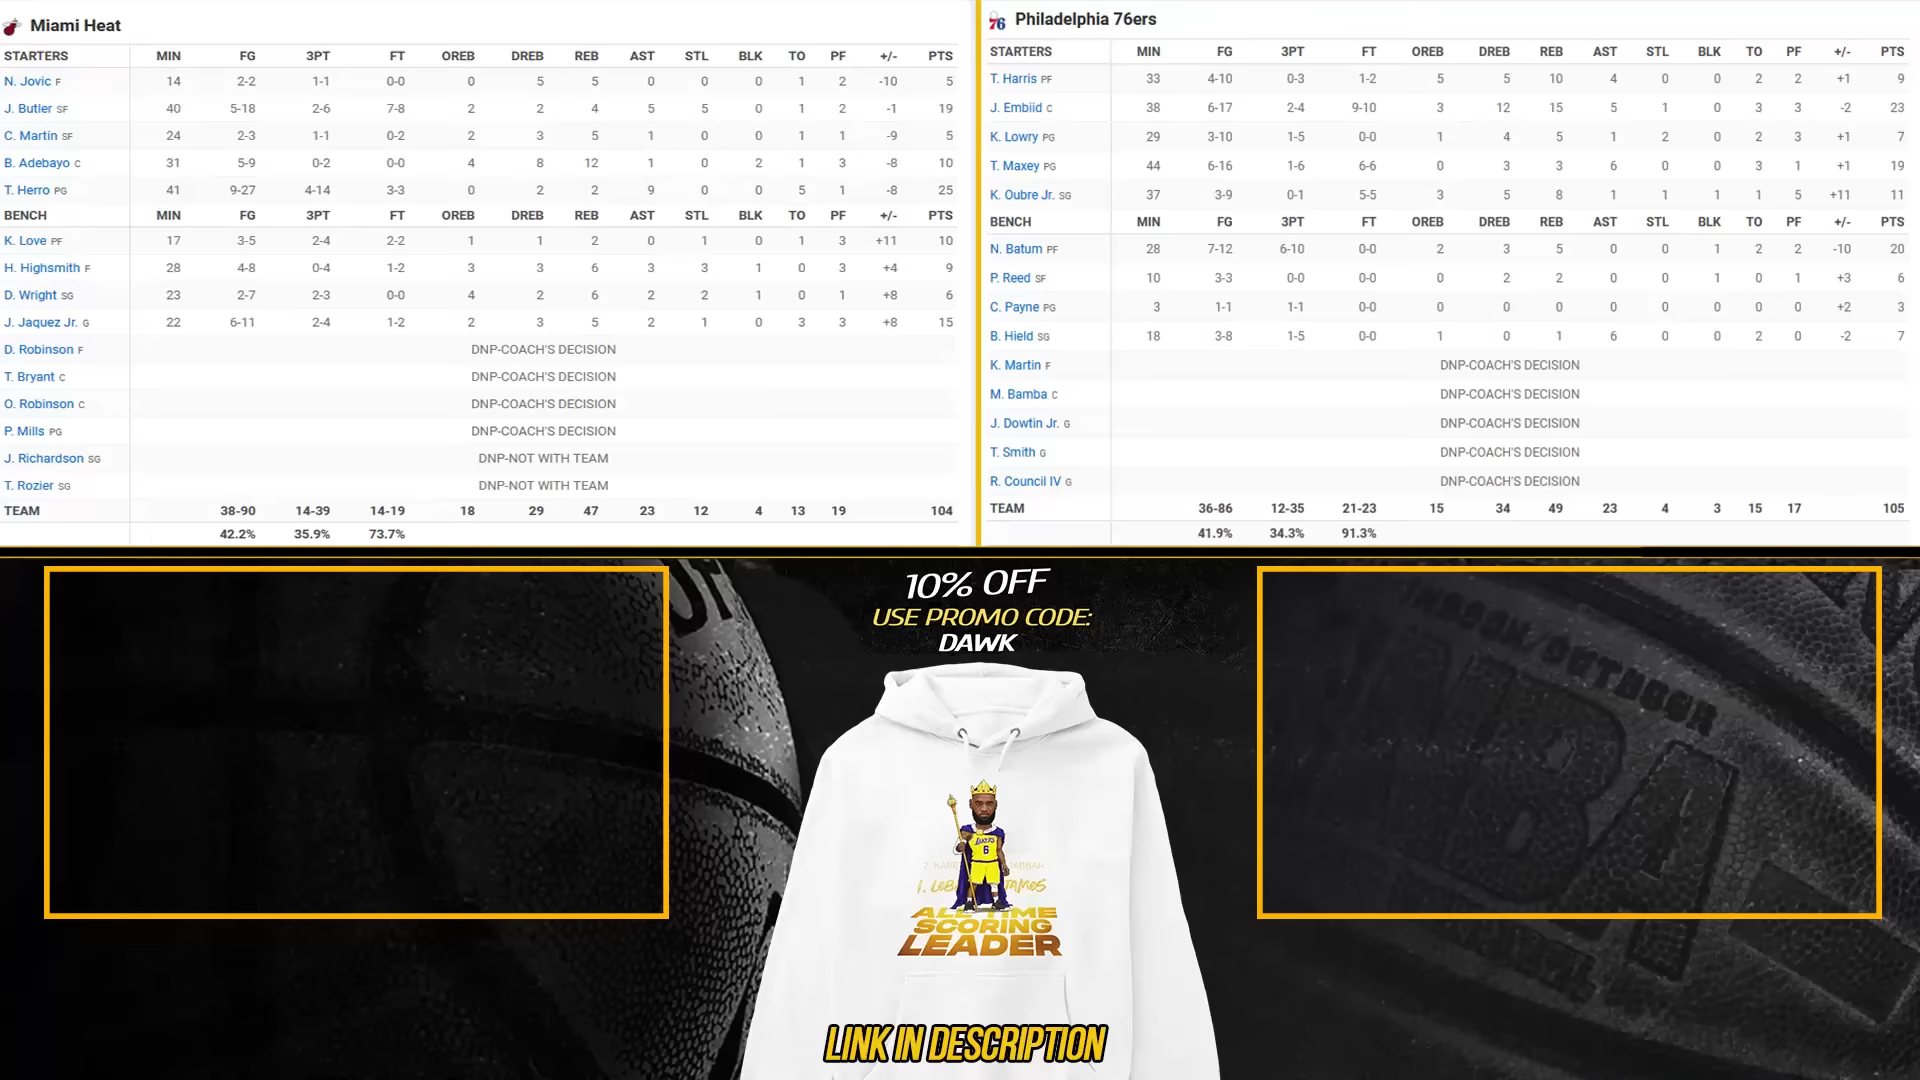 Miami Heat
STARTERS MIN FG 3PT FT OREB DREB REB AST STL BLK TO PF +/- PTS
N. Jovic F 14 2-2 1-1 0-0 0 5 5 0 0 0 1 2 -10 5
J. Butler SF 40 5-18 2-6 7-8 2 2 4 5 5 0 1 2 -1 19
C. Martin SF 24 2-3 1-1 0-2 2 3 5 1 0 0 1 1 -9 5
B. Adebayo C 31 5-9 0-2 0-0 4 8 12 1 0 2 1 3 -8 10
T. Herro PG 41 9-27 4-14 3-3 0 2 2 9 0 0 5 1 -8 25
BENCH MIN FG 3PT FT OREB DREB REB AST STL BLK TO PF +/- PTS
K. Love PF 17 3-5 2-4 2-2 1 1 2 0 1 0 1 3 +11 10
H. Highsmith F 28 4-8 0-4 1-2 3 3 6 3 3 1 0 3 +4 9
D. Wright SG 23 2-7 2-3 0-0 4 2 6 2 2 1 0 1 +8 6
J. Jaquez Jr. G 22 6-11 2-4 1-2 2 3 5 2 1 0 3 3 +8 15
D. Robinson F DNP-COACH'S DECISION
T. Bryant C DNP-COACH'S DECISION
O. Robinson C DNP-COACH'S DECISION
P. Mills PG DNP-COACH'S DECISION
J. Richardson SG DNP-NOT WITH TEAM
T. Rozier SG DNP-NOT WITH TEAM
TEAM 38-90 14-39 14-19 18 29 47 23 12 4 13 19 104
42.2% 35.9% 73.7%
76
Philadelphia 76ers
STARTERS MIN FG 3PT FT OREB DREB REB AST STL BLK TO PF +/- PTS
T. Harris PF 33 4-10 0-3 1-2 5 5 10 4 0 0 2 2 +1 9
J. Embiid C 38 6-17 2-4 9-10 3 12 15 5 1 0 3 3 -2 23
K. Lowry PG 29 3-10 1-5 0-0 1 4 5 1 2 0 2 3 +1 7
T. Maxey PG 44 6-16 1-6 6-6 0 3 3 6 0 0 3 1 +1 19
K. Oubre Jr. SG 37 3-9 0-1 5-5 3 5 8 1 1 1 1 5 +11 11
BENCH MIN FG 3PT FT OREB DREB REB AST STL BLK TO PF +/- PTS
N. Batum PF 28 7-12 6-10 0-0 2 3 5 0 0 1 2 2 -10 20
P. Reed SF 10 3-3 0-0 0-0 0 2 2 0 0 1 0 1 +3 6
C. Payne PG 3 1-1 1-1 0-0 0 0 0 0 0 0 0 0 +2 3
B. Hield SG 18 3-8 1-5 0-0 1 0 1 6 0 0 2 0 -2 7
K. Martin F DNP-COACH'S DECISION
M. Bamba C DNP-COACH'S DECISION
J. Dowtin Jr. G DNP-COACH'S DECISION
T. Smith G DNP-COACH'S DECISION
R. Council IV G DNP-COACH'S DECISION
TEAM 36-86 12-35 21-23 15 34 49 23 4 3 15 17 105
41.9% 34.3% 91.3%
10% OFF
USE PROMO CODE:
DAWK
LAKERS
6
ALL TIME
SCORING
LEADER
LINK IN DESCRIPTION